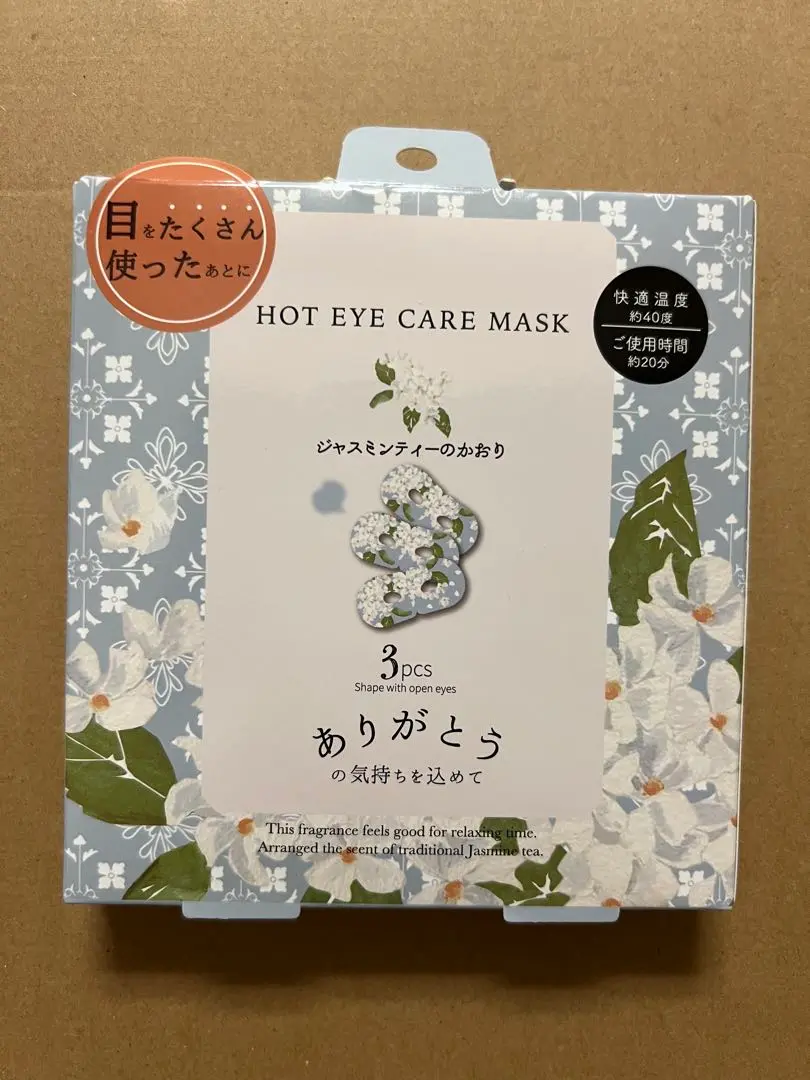 目をたくさん
使ったあとに
HOT EYE CARE MASK
快適温度
約40度
ご使用時間
約20分
ジャスミンティーのかおり
3pcs
Shape with open eyes
ありがとう
の気持ちを込めて
This fragrance feels good for relaxing time.
Arranged the scent of traditional Jasmine tea.